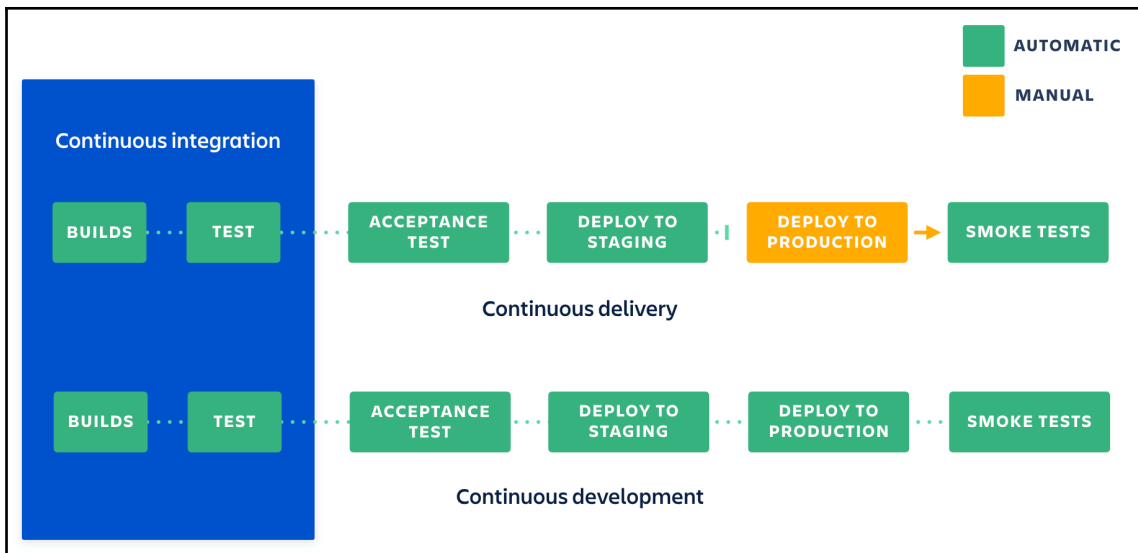 AUTOMATIC
MANUAL
Continuous integration
BUILDS
TEST
ACCEPTANCE
TEST
DEPLOY TO
STAGING
DEPLOY TO
PRODUCTION
SMOKE TESTS
Continuous delivery
BUILDS
TEST
ACCEPTANCE
TEST
DEPLOY TO
STAGING
DEPLOY TO
PRODUCTION
SMOKE TESTS
Continuous development